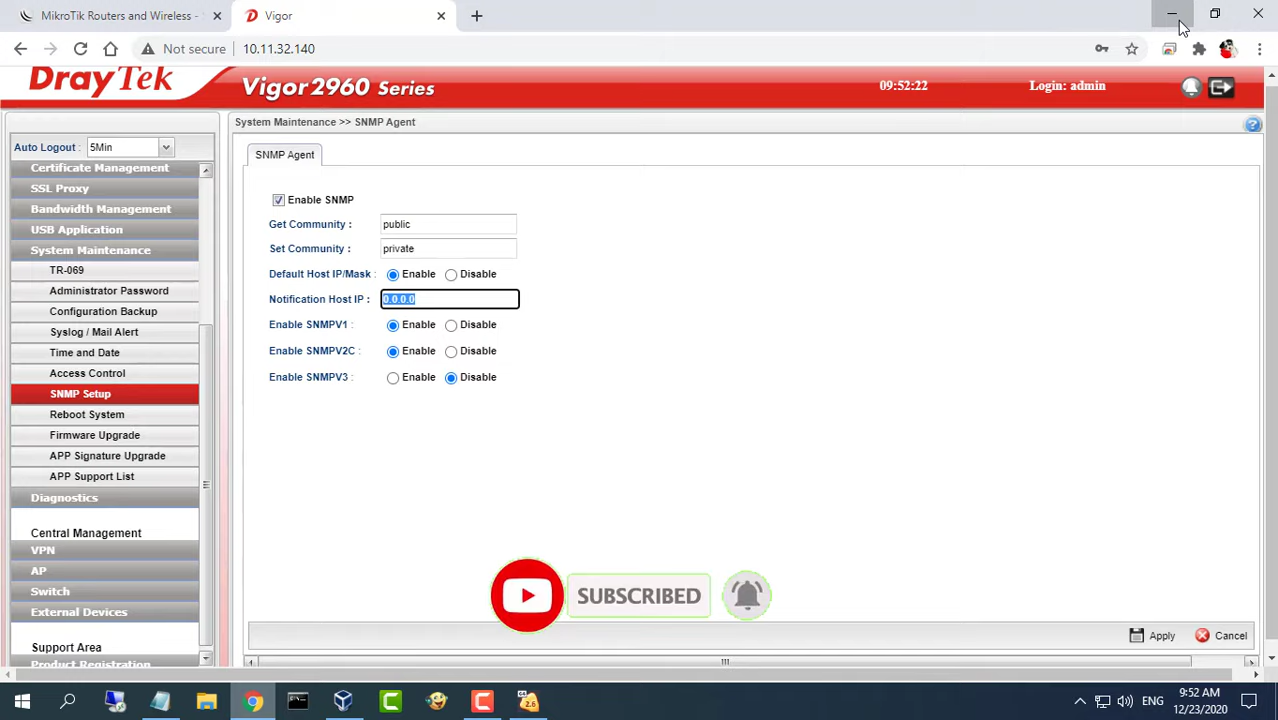 MikroTik Routers and Wireless -
Vigor
Not secure
10.11.32.140
DrayTek
Vigor2960 Series
09:52:22
Login: admin
Auto Logout :
5Min
System Maintenance >> SNMP Agent
SNMP Agent
Certificate Management
SSL Proxy
Bandwidth Management
USB Application
System Maintenance
TR-069
Administrator Password
Configuration Backup
Syslog / Mail Alert
Time and Date
Access Control
SNMP Setup
Reboot System
Firmware Upgrade
APP Signature Upgrade
APP Support List
Diagnostics
Central Management
VPN
AP
Switch
External Devices
Support Area
Product Registration
Enable SNMP
Get Community : public
Set Community : private
Default Host IP/Mask : Enable Disable
Notification Host IP : 0.0.0.0
Enable SNMPV1 : Enable Disable
Enable SNMPV2C : Enable Disable
Enable SNMPV3 : Enable Disable
SUBSCRIBED
Apply
Cancel
2.6
ENG
9:52 AM
12/23/2020